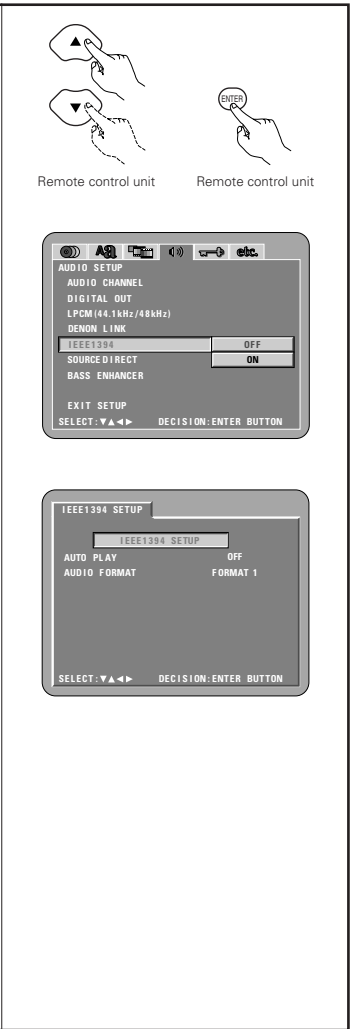 ENTER
Remote control unit Remote control unit
etc.
AUDIO SETUP
AUDIO CHANNEL
DIGITAL OUT
LPCM(44.1kHz/48kHz)
DENON LINK
IEEE1394 OFF
SOURCE DIRECT ON
BASS ENHANCER
EXIT SETUP
SELECT:▼▲◀▶ DECISION:ENTER BUTTON
IEEE1394 SETUP
IEEE1394 SETUP
AUTO PLAY OFF
AUDIO FORMAT FORMAT 1
SELECT:▼▲◀▶ DECISION:ENTER BUTTON